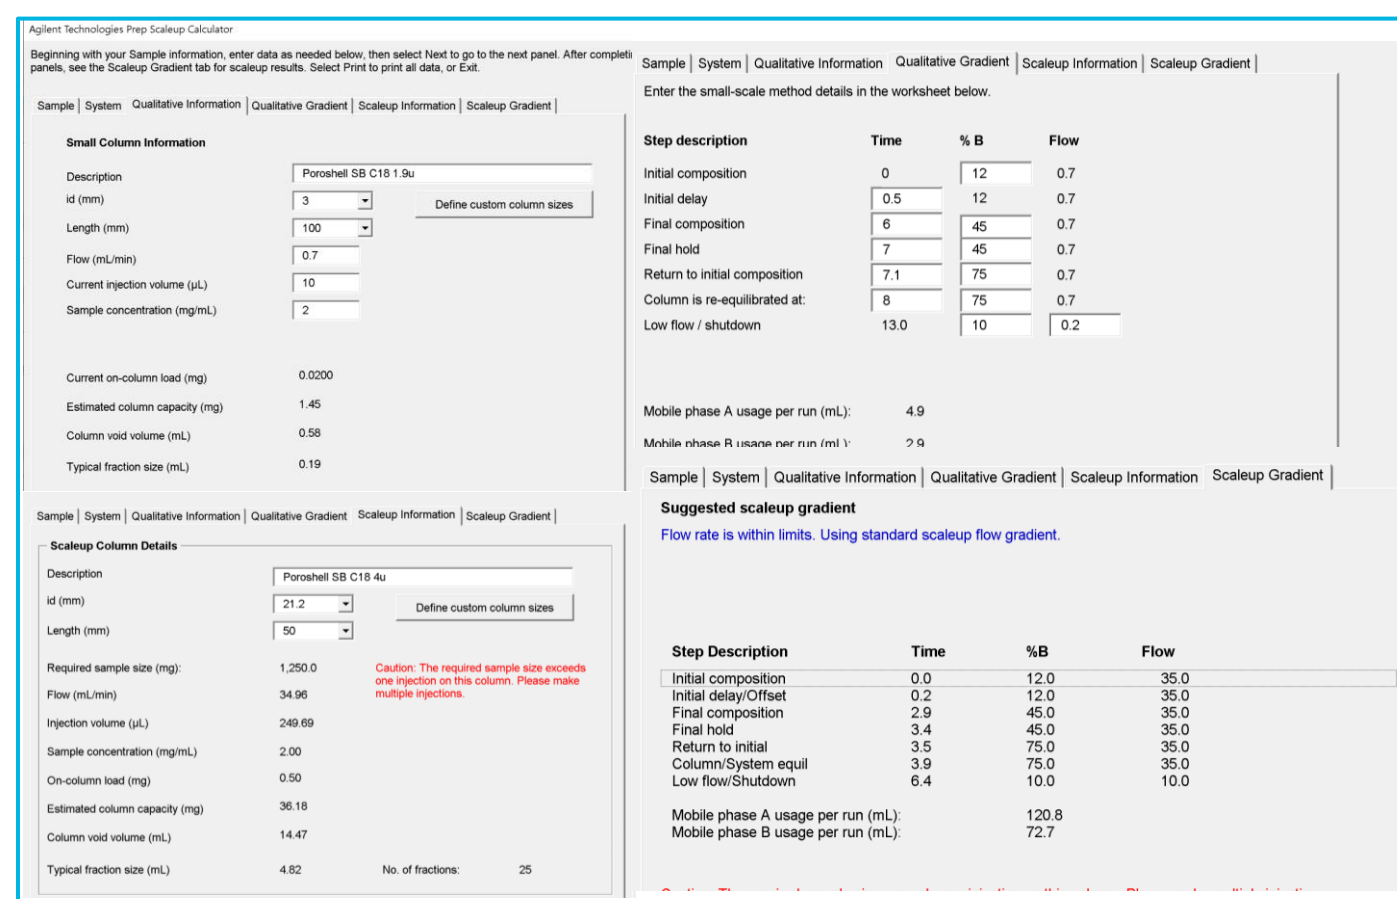 Agilent Technologies Prep Scaleup Calculator
Beginning with your Sample information, enter data as needed below, then select Next to go to the next panel. After completi
panels, see the Scaleup Gradient tab for scaleup results. Select Print to print all data, or Exit.
Sample System Qualitative Information Qualitative Gradient Scaleup Information Scaleup Gradient
Small Column Information
Description Poroshell SB C18 1.9u
id (mm) 3 Define custom column sizes
Length (mm) 100
Flow (mL/min) 0.7
Current injection volume (µL) 10
Sample concentration (mg/mL) 2
Current on-column load (mg) 0.0200
Estimated column capacity (mg) 1.45
Column void volume (mL) 0.58
Typical fraction size (mL) 0.19
Sample System Qualitative Information Qualitative Gradient Scaleup Information Scaleup Gradient
Enter the small-scale method details in the worksheet below.
Step description Time % B Flow
Initial composition 0 12 0.7
Initial delay 0.5 12 0.7
Final composition 6 45 0.7
Final hold 7 45 0.7
Return to initial composition 7.1 75 0.7
Column is re-equilibrated at: 8 75 0.7
Low flow / shutdown 13.0 10 0.2
Mobile phase A usage per run (mL): 4.9
Mobile phase B usage per run (mL): 2.9
Sample System Qualitative Information Qualitative Gradient Scaleup Information Scaleup Gradient
Scaleup Column Details
Description Poroshell SB C18 4u
id (mm) 21.2 Define custom column sizes
Length (mm) 50
Required sample size (mg): 1,250.0 Caution: The required sample size exceeds
one injection on this column. Please make
Flow (mL/min) 34.96 multiple injections.
Injection volume (µL) 249.69
Sample concentration (mg/mL) 2.00
On-column load (mg) 0.50
Estimated column capacity (mg) 36.18
Column void volume (mL) 14.47
Typical fraction size (mL) 4.82 No. of fractions: 25
Sample System Qualitative Information Qualitative Gradient Scaleup Information Scaleup Gradient
Suggested scaleup gradient
Flow rate is within limits. Using standard scaleup flow gradient.
Step Description Time %B Flow
Initial composition 0.0 12.0 35.0
Initial delay/Offset 0.2 12.0 35.0
Final composition 2.9 45.0 35.0
Final hold 3.4 45.0 35.0
Return to initial 3.5 75.0 35.0
Column/System equil 3.9 75.0 35.0
Low flow/Shutdown 6.4 10.0 10.0
Mobile phase A usage per run (mL): 120.8
Mobile phase B usage per run (mL): 72.7